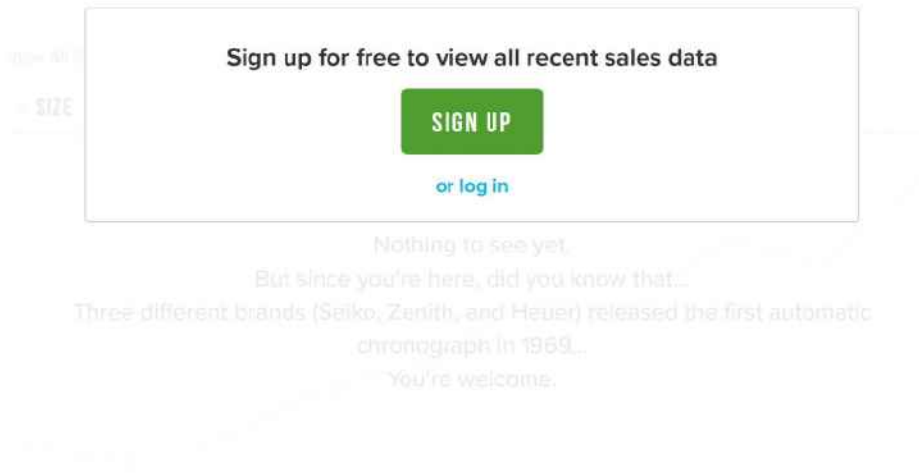 Sign up for free to view all recent sales data
SIZE
SIGN UP
or log in
Nothing to see yet.
But since you're here, did you know that...
Three different brands (Seiko, Zenith, and Heuer) released the first automatic
chronograph in 1969...
You're welcome.